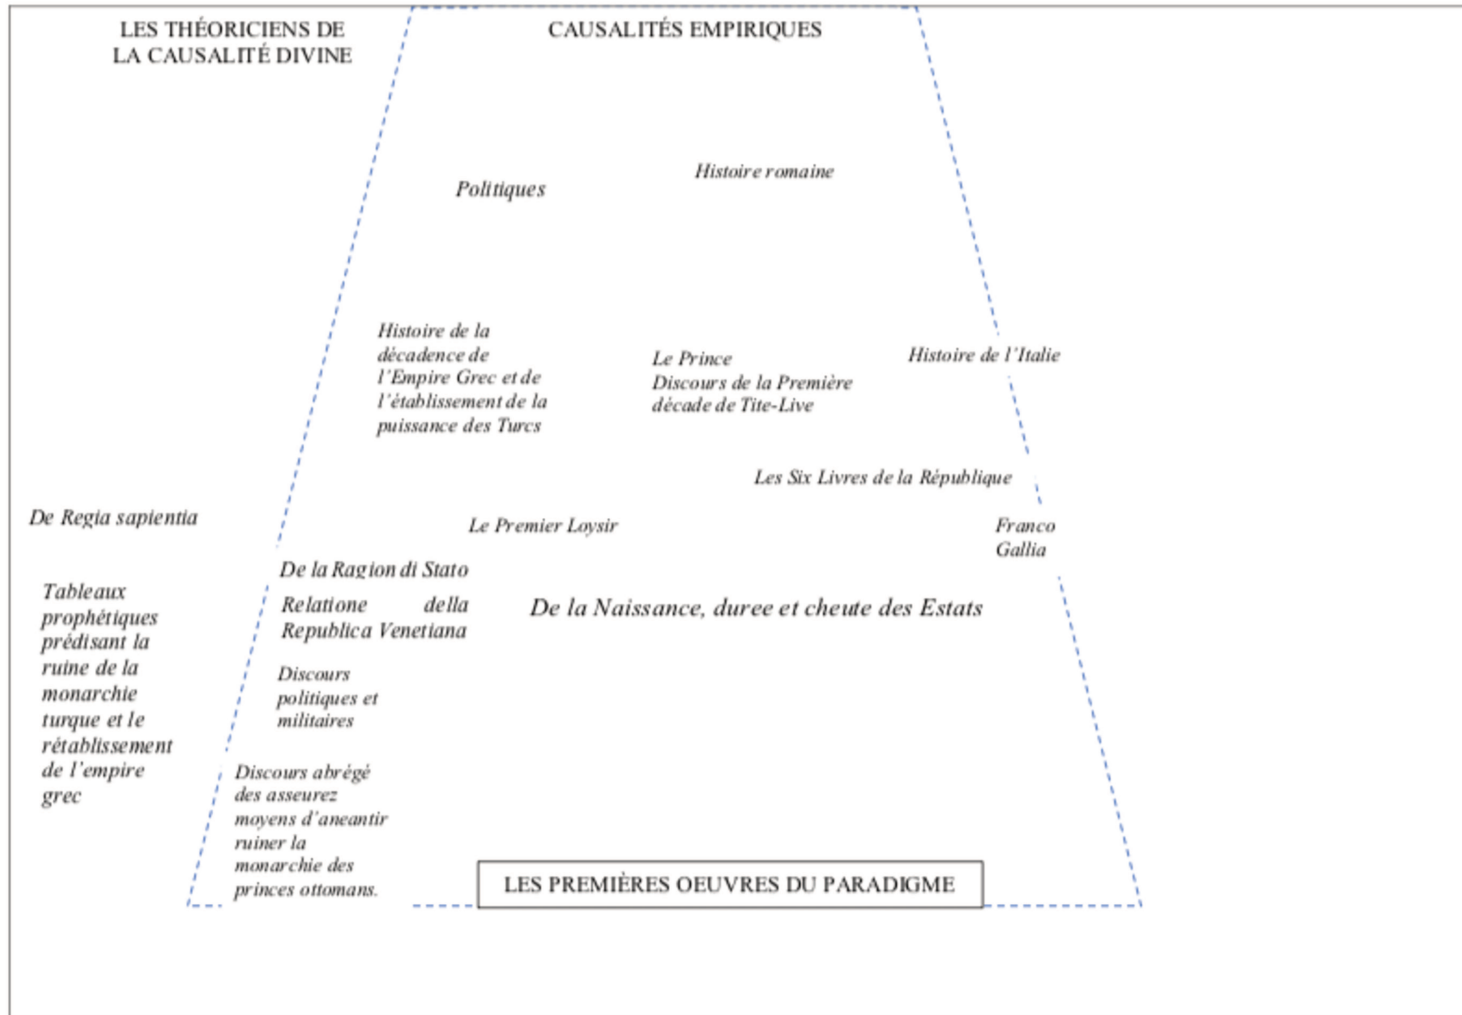 LES THÉORICIENS DE
LA CAUSALITÉ DIVINE
CAUSALITÉS EMPIRIQUES
Histoire romaine
Politiques
Histoire de la
décadence de
l'Empire Grec et de
l'établissement de la
puissance des Turcs
Le Prince
Discours de la Première
décade de Tite-Live
Histoire de l'Italie
Les Six Livres de la République
De Regia sapientia
Le Premier Loysir
Franco
Gallia
De la Ragion di Stato
Relatione della
Republica Venetiana
De la Naissance, duree et cheute des Estats
Tableaux
prophétiques
prédisant la
ruine de la
monarchie
turque et le
rétablissement
de l'empire
grec
Discours
politiques et
militaires
Discours abrégé
des asseurez
moyens d'aneantir
ruiner la
monarchie des
princes ottomans.
LES PREMIÈRES OEUVRES DU PARADIGME